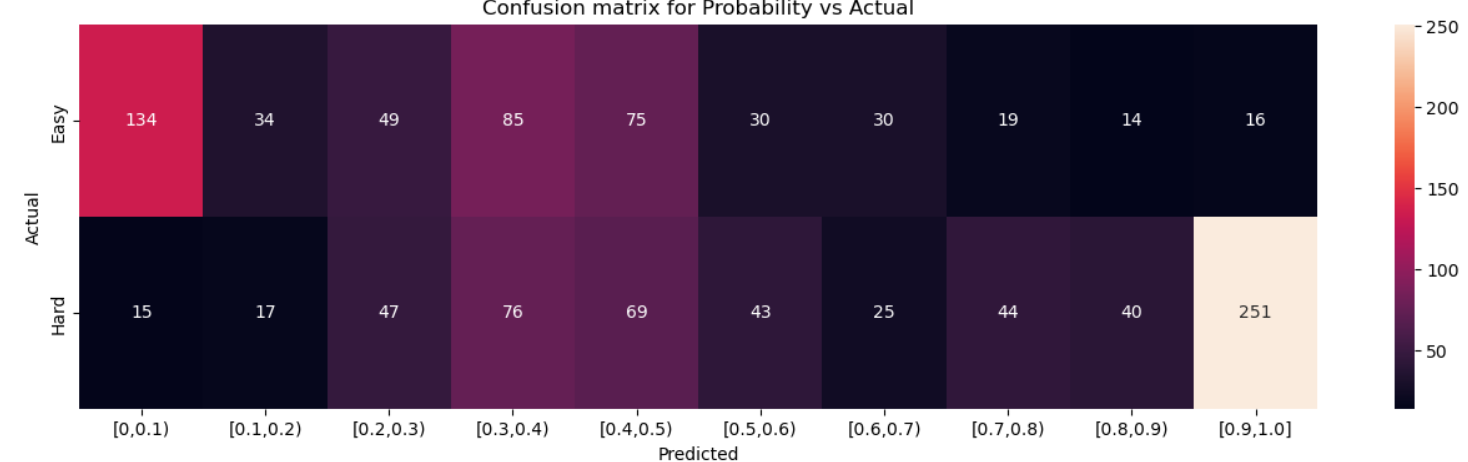 Confusion matrix for Probability vs Actual
Easy 134 34 49 85 75 30 30 19 14 16
Actual
Hard 15 17 47 76 69 43 25 44 40 251
[0,0.1) [0.1,0.2) [0.2,0.3) [0.3,0.4) [0.4,0.5) [0.5,0.6) [0.6,0.7) [0.7,0.8) [0.8,0.9) [0.9,1.0]
Predicted
250
200
150
100
50